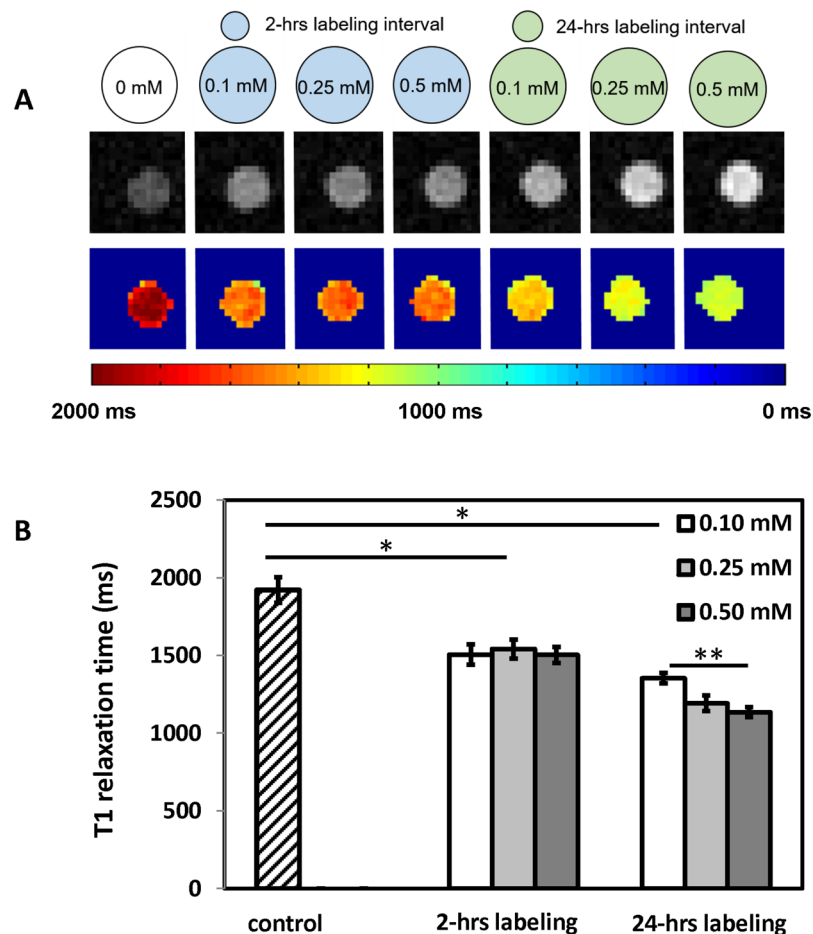 2-hrs labeling interval 24-hrs labeling interval
A
0 mM 0.1 mM 0.25 mM 0.5 mM 0.1 mM 0.25 mM 0.5 mM
2000 ms 1000 ms 0 ms
B
T1 relaxation time (ms)
2500
2000
1500
1000
500
0
*
*
**
0.10 mM
0.25 mM
0.50 mM
control 2-hrs labeling 24-hrs labeling